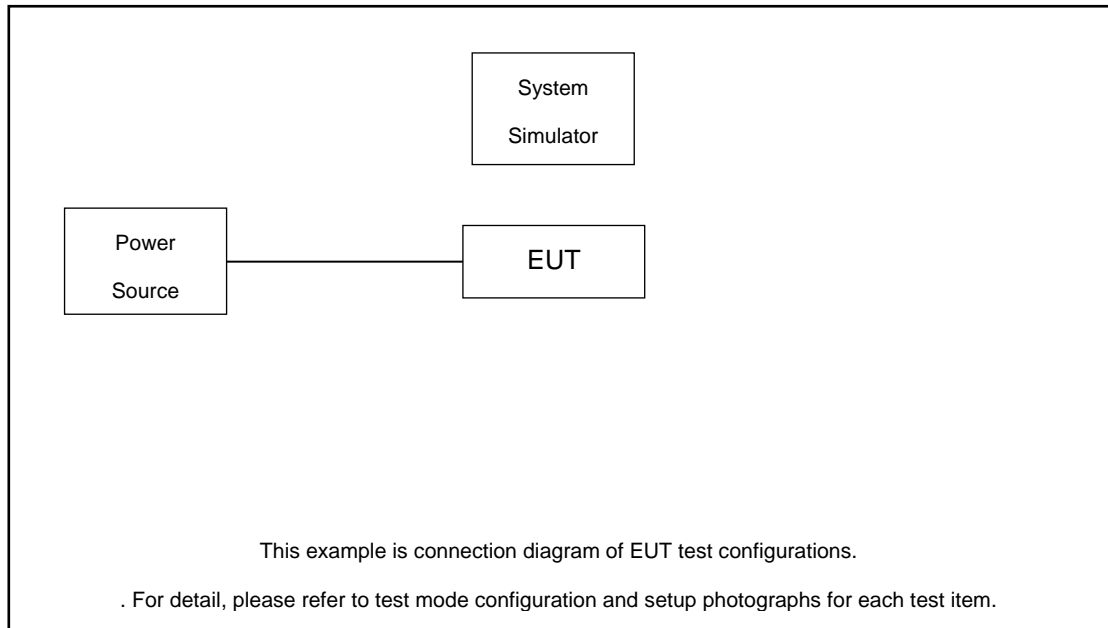 System
Simulator
Power
Source
EUT
This example is connection diagram of EUT test configurations.
. For detail, please refer to test mode configuration and setup photographs for each test item.